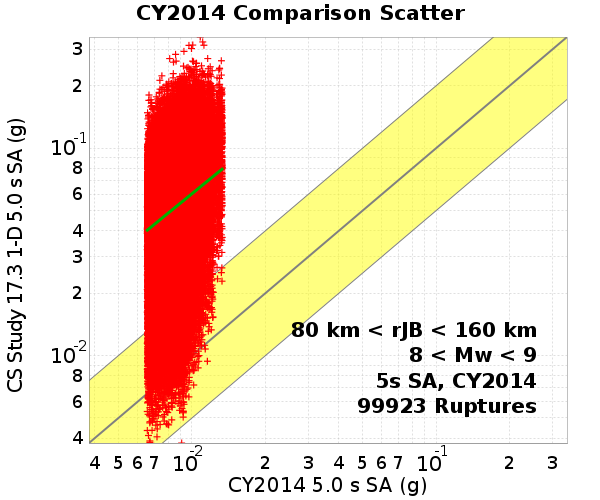 CY2014 Comparison Scatter
CS Study 17.3 1-D 5.0 s SA (g)
3
2
10^-1
8
6
4
3
2
10^-2
8
6
4
80 km < rJB < 160 km
8 < Mw < 9
5s SA, CY2014
99923 Ruptures
4 5 6 7 10^-2 2 3 4 5 6 7 10^-1 2 3
CY2014 5.0 s SA (g)